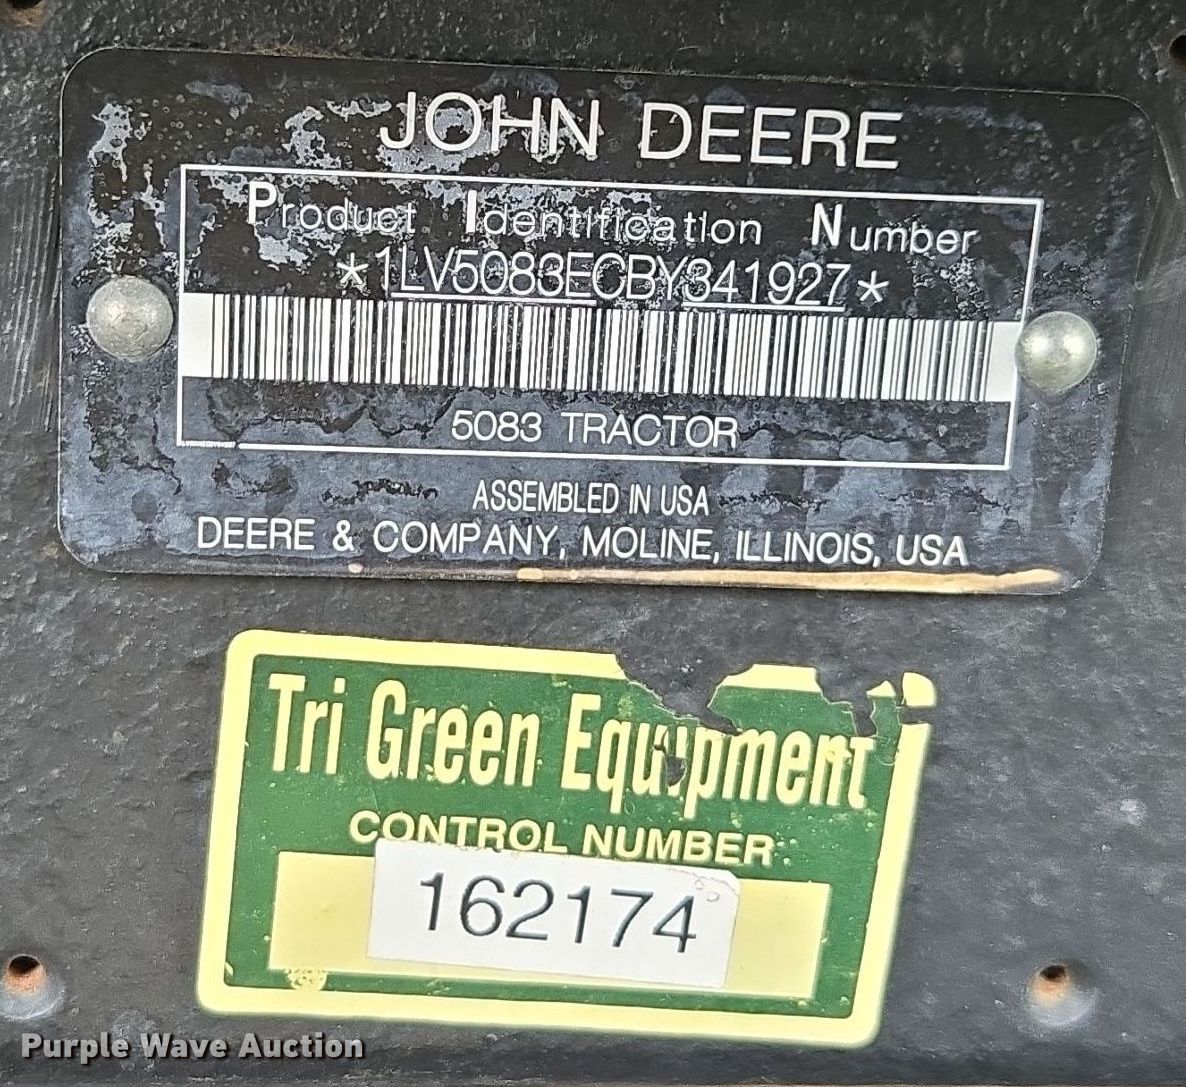 JOHN DEERE
Product Identification Number
*1LV5083ECBY341927*
5083 TRACTOR
ASSEMBLED IN USA
DEERE & COMPANY, MOLINE, ILLINOIS, USA
Tri Green Equipment
CONTROL NUMBER
162174
Purple Wave Auction